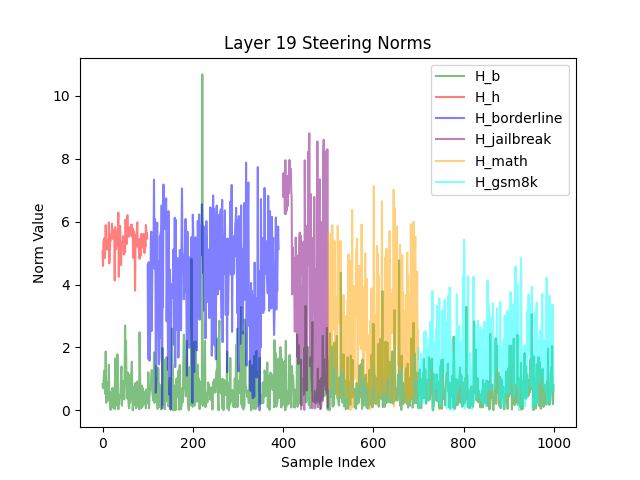 Layer 19 Steering Norms
H_b
H_h
H_borderline
H_jailbreak
H_math
H_gsm8k
Norm Value
10
8
6
4
2
0
0 200 400 600 800 1000
Sample Index